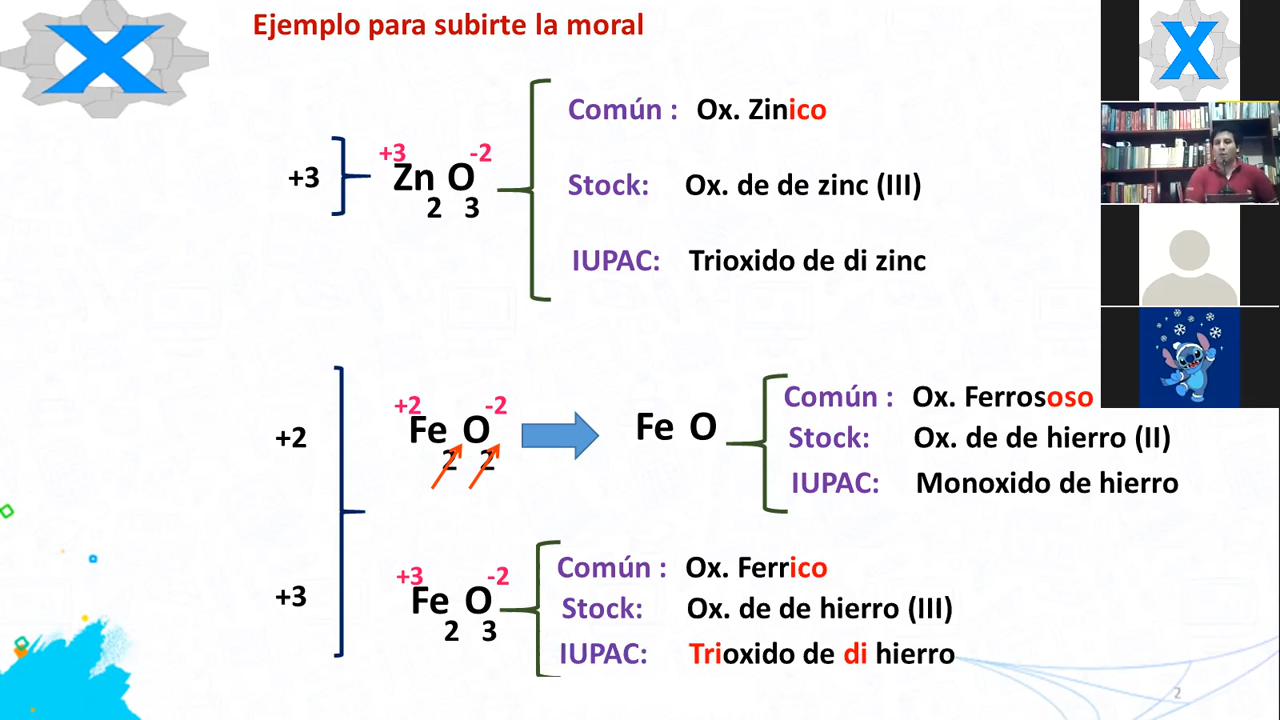 Ejemplo para subirte la moral
Común : Ox. Zinico
+3 +3 -2
Zn O
2 3
Stock: Ox. de de zinc (III)
IUPAC: Trioxido de di zinc
+2 +2 -2
Fe O
2 2
Fe O
Común : Ox. Ferrososo
Stock: Ox. de de hierro (II)
IUPAC: Monoxido de hierro
+3 +3 -2
Fe O
2 3
Común : Ox. Ferrico
Stock: Ox. de de hierro (III)
IUPAC: Trioxido de di hierro
2
X
X